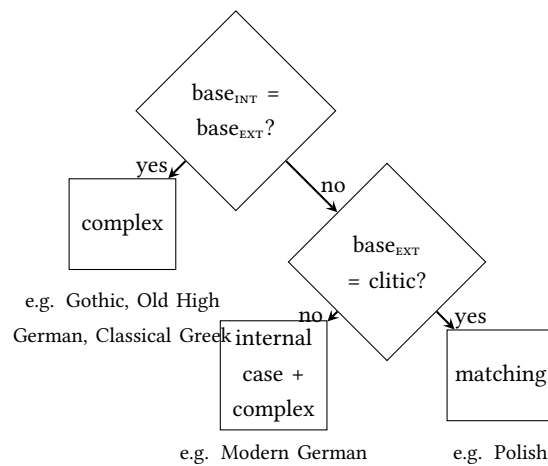 base_INT =
base_EXT?
yes
no
complex
base_EXT
= clitic?
e.g. Gothic, Old High
German, Classical Greek
no
yes
internal
case +
complex
matching
e.g. Modern German
e.g. Polish